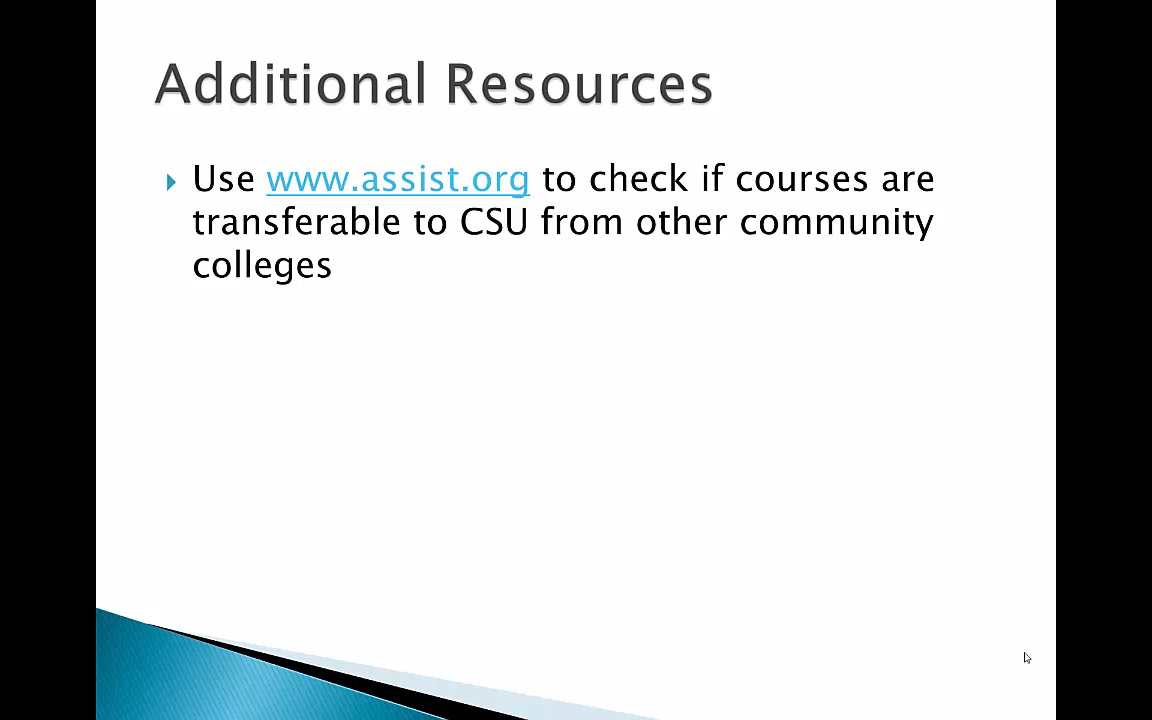 Additional Resources
Use www.assist.org to check if courses are
transferable to CSU from other community
colleges